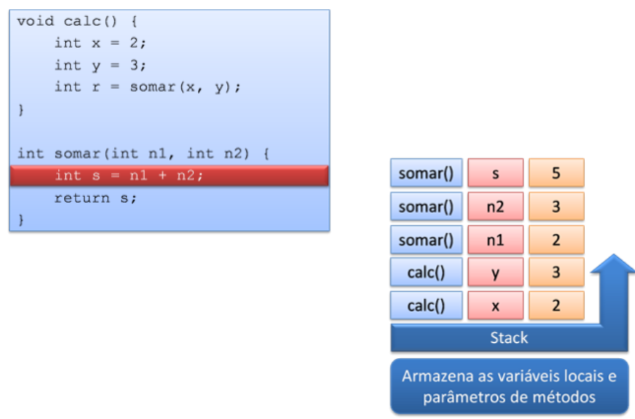 void calc() {
    int x = 2;
    int y = 3;
    int r = somar(x, y);
}
int somar(int n1, int n2) {
    int s = n1 + n2;
    return s;
}
somar() s 5
somar() n2 3
somar() n1 2
calc() y 3
calc() x 2
Stack
Armazena as variáveis locais e
parâmetros de métodos